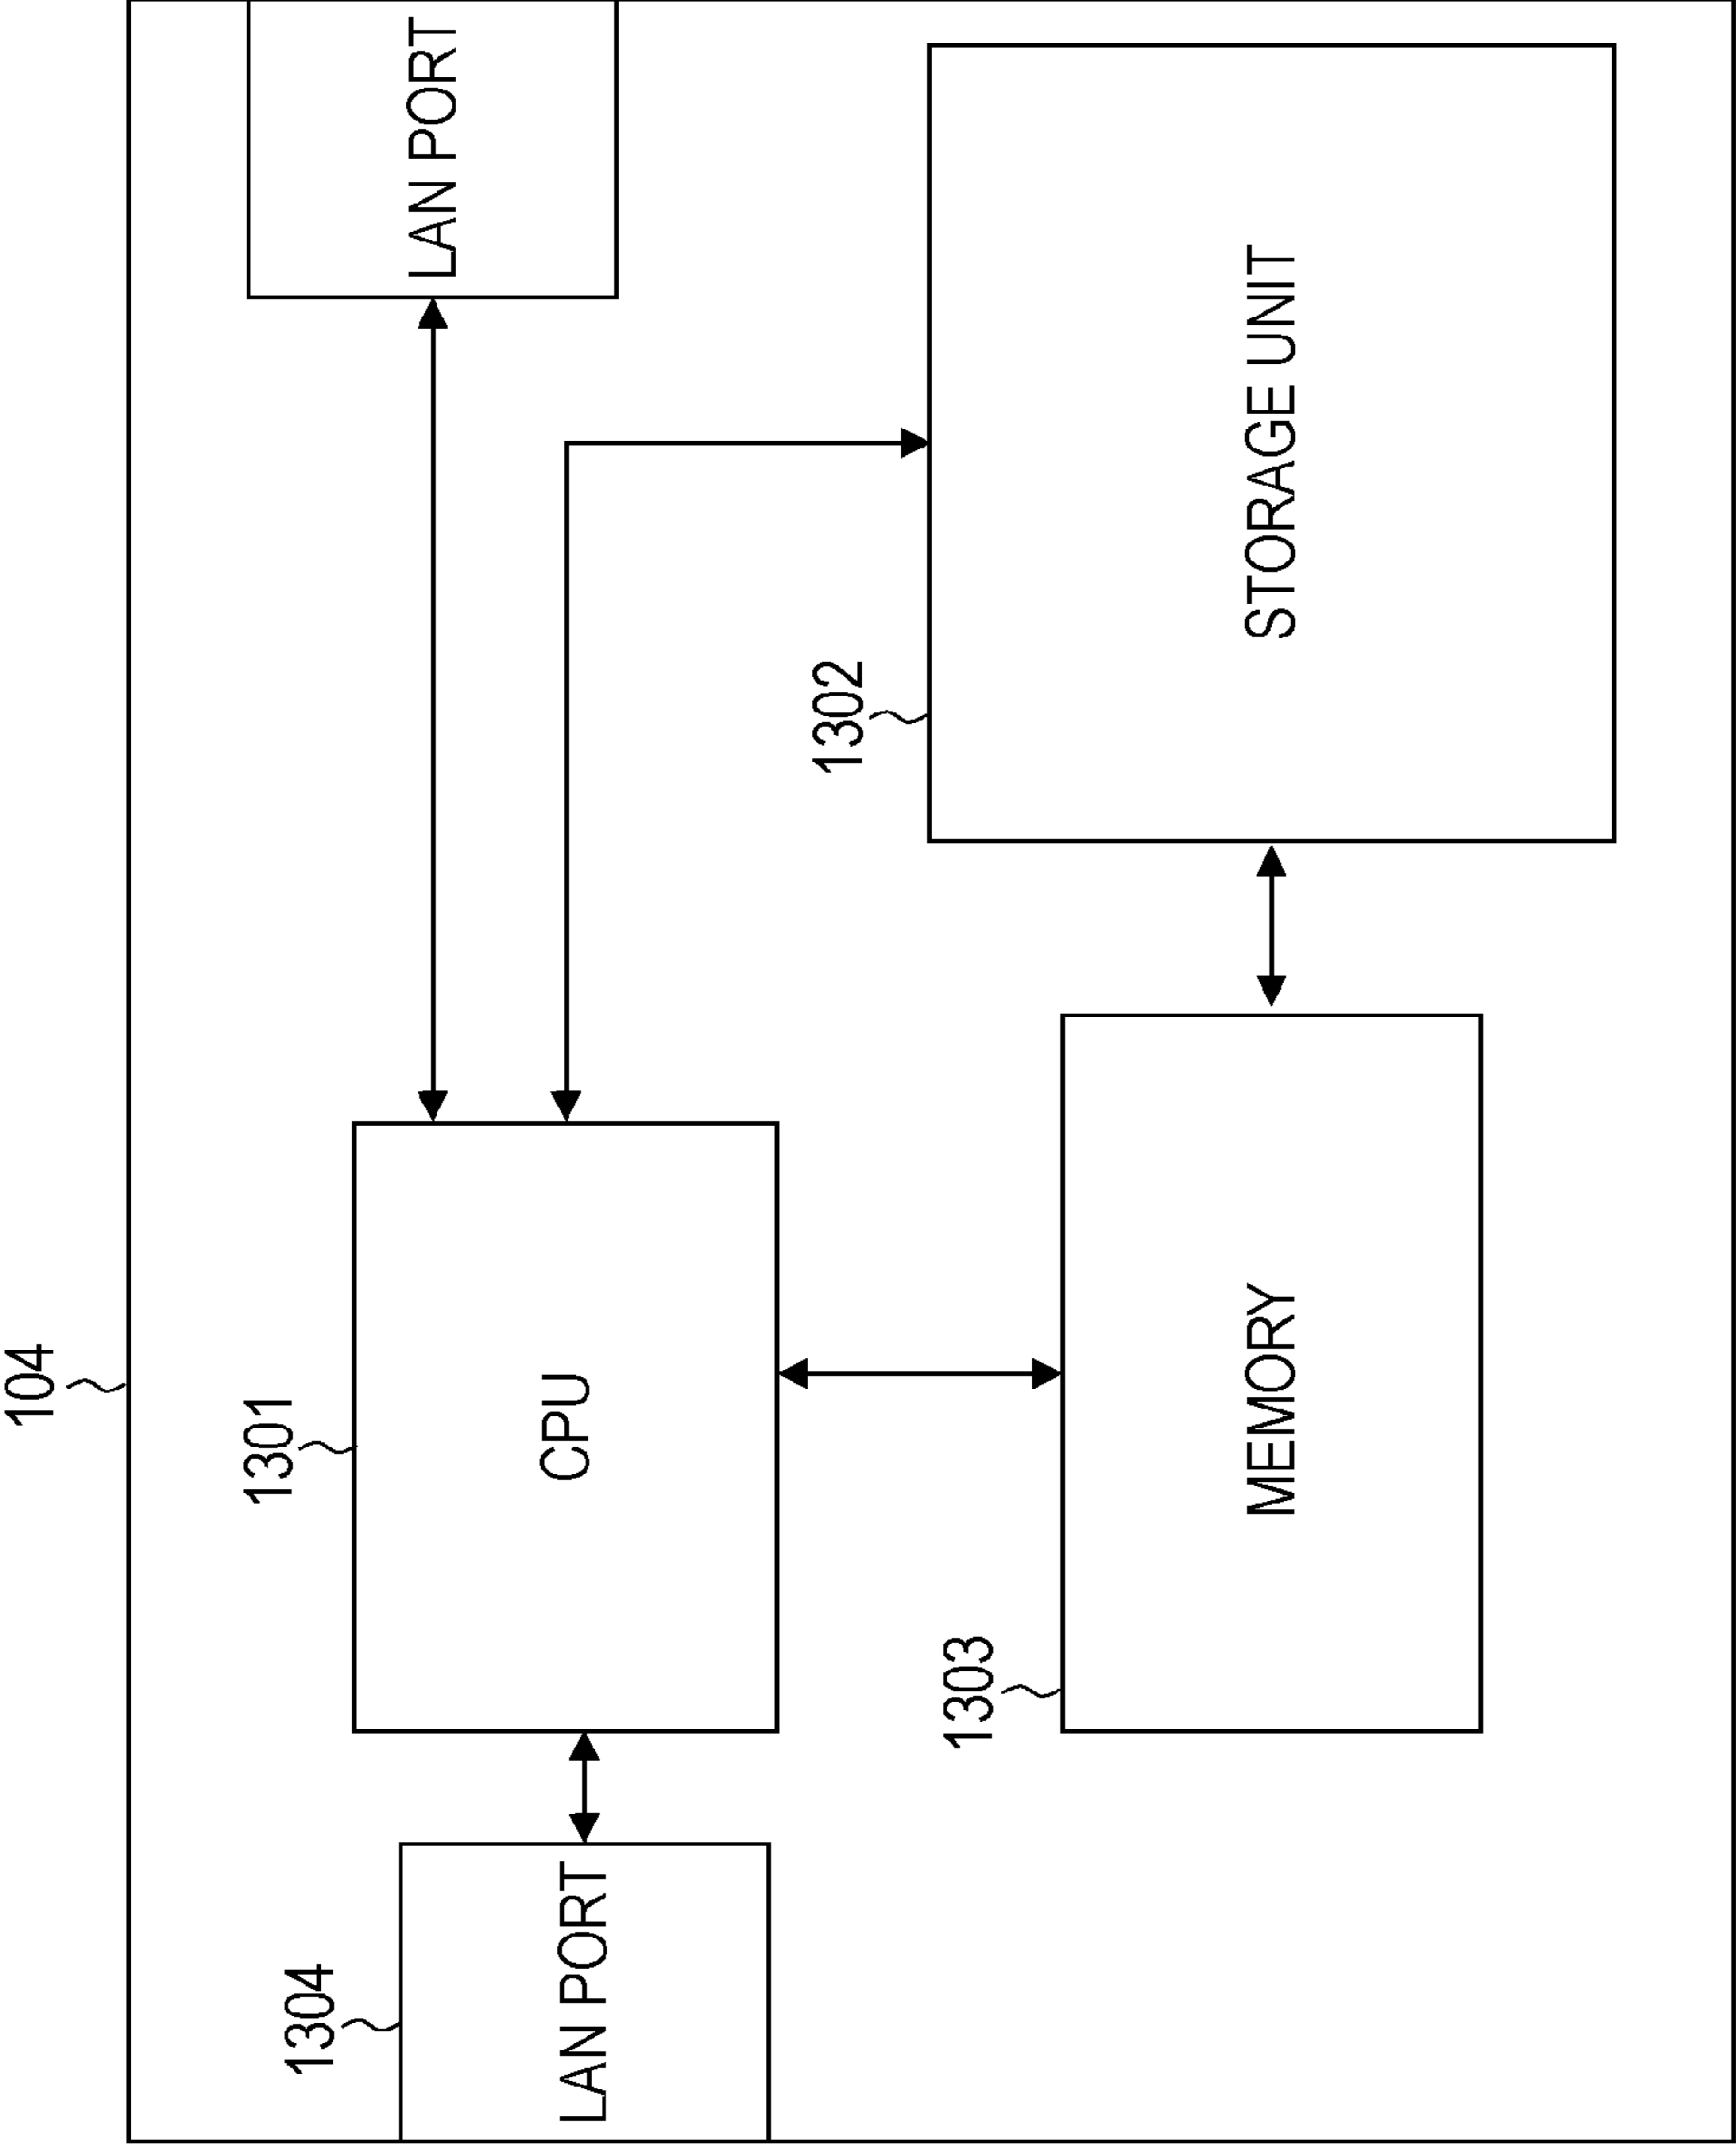 104
1301
1304
LAN PORT
CPU
LAN PORT
1303
1302
MEMORY
STORAGE UNIT